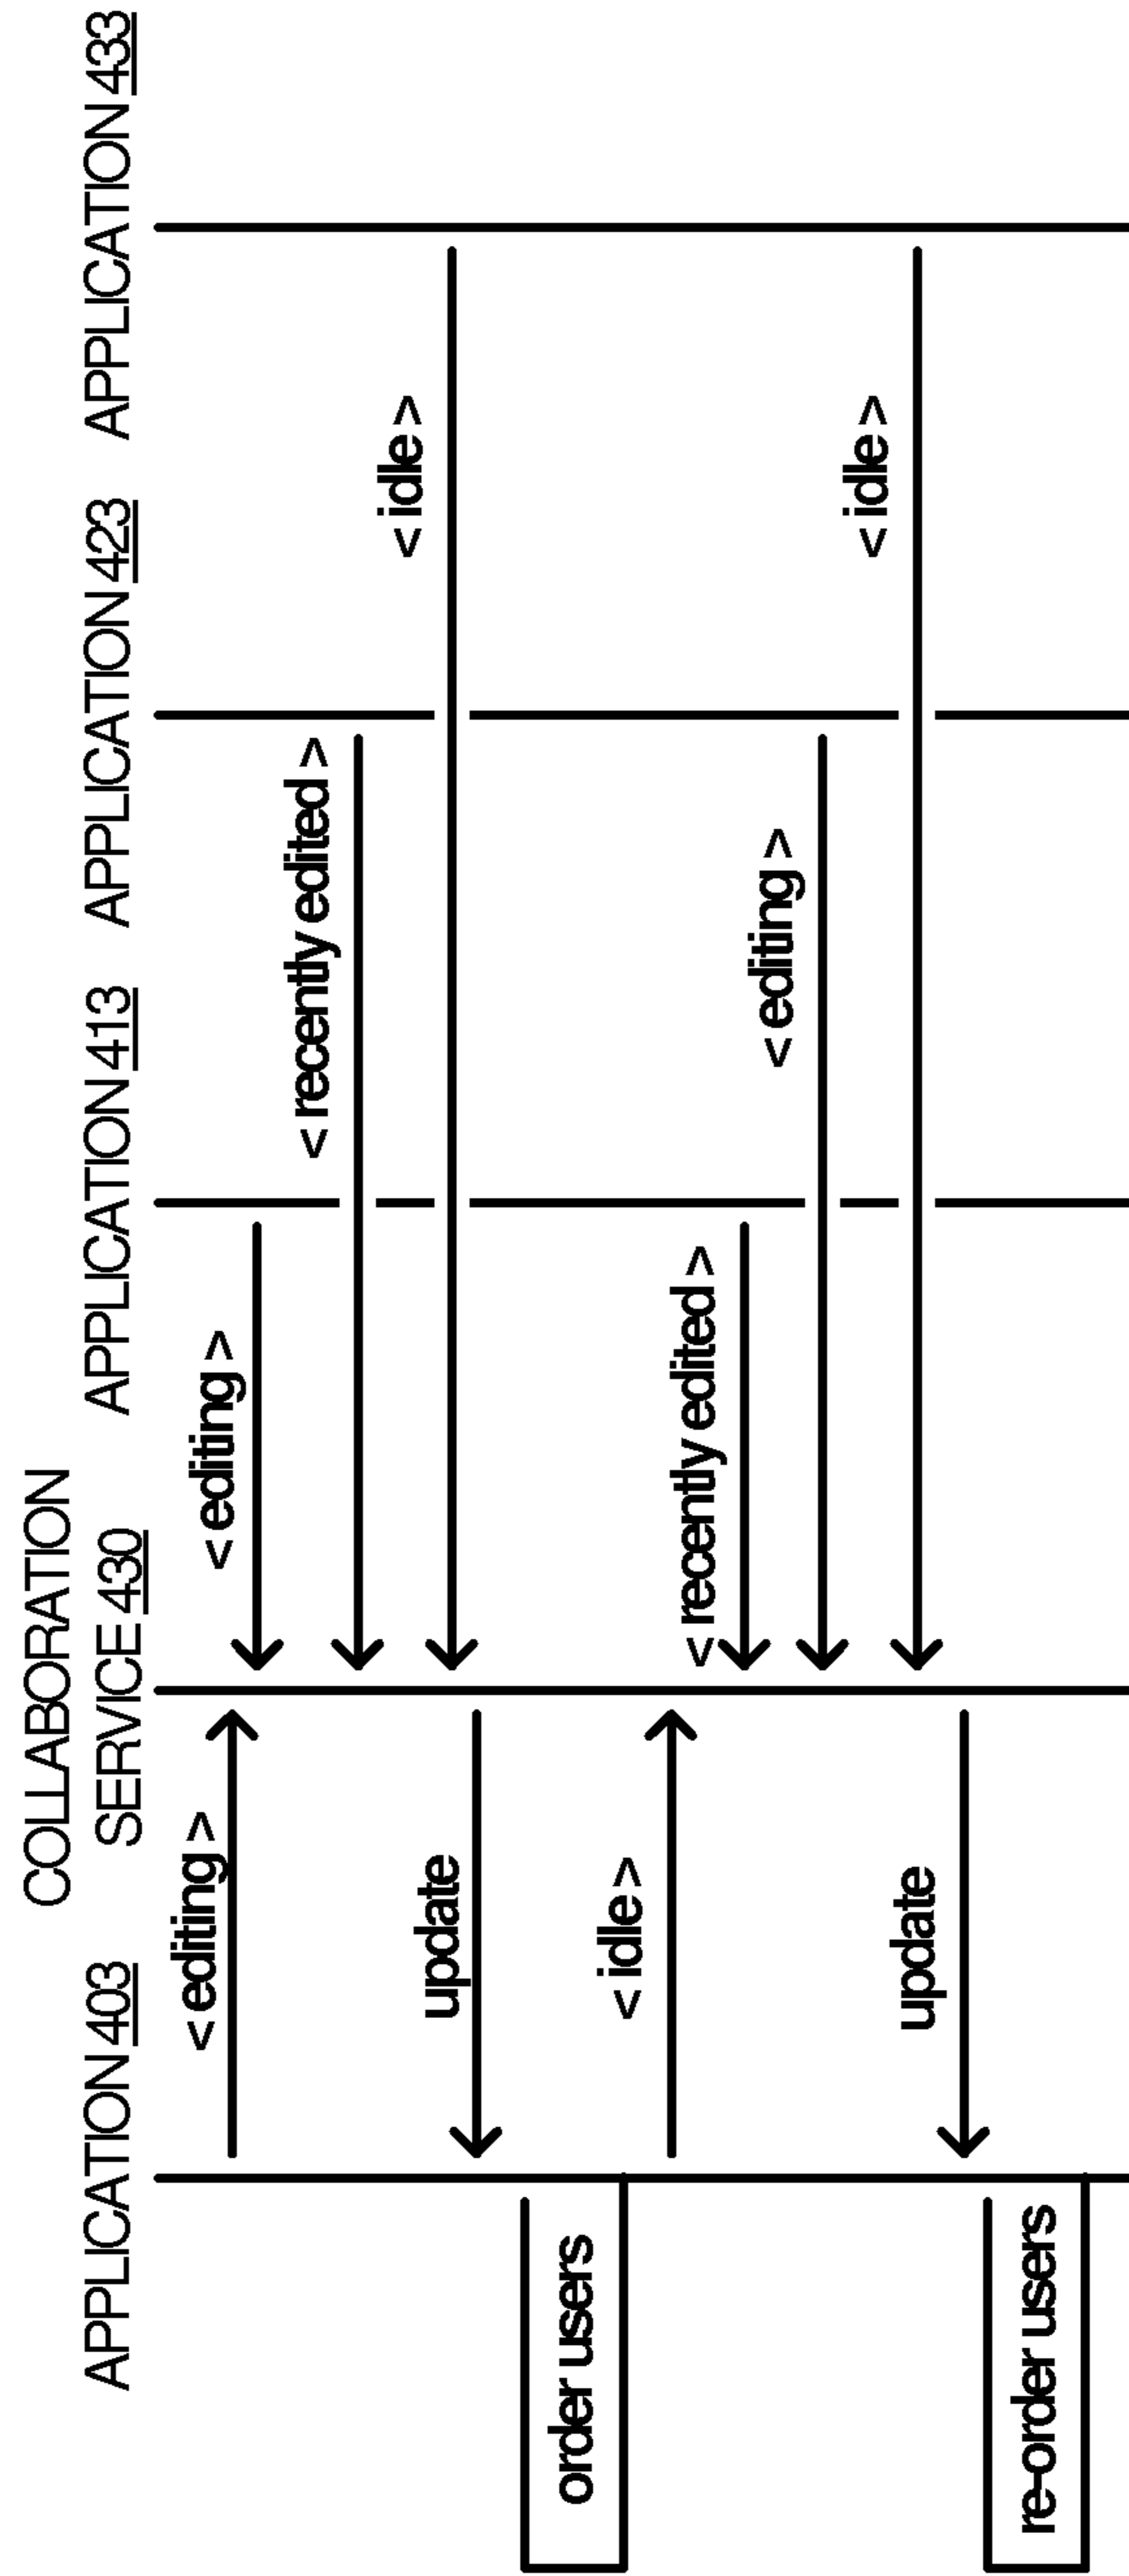 COLLABORATION
APPLICATION 403
SERVICE 430
APPLICATION 413
APPLICATION 423
APPLICATION 433
< editing >
< editing >
< recently edited >
< idle >
update
order users
< idle >
< recently edited >
< editing >
< idle >
update
re-order users